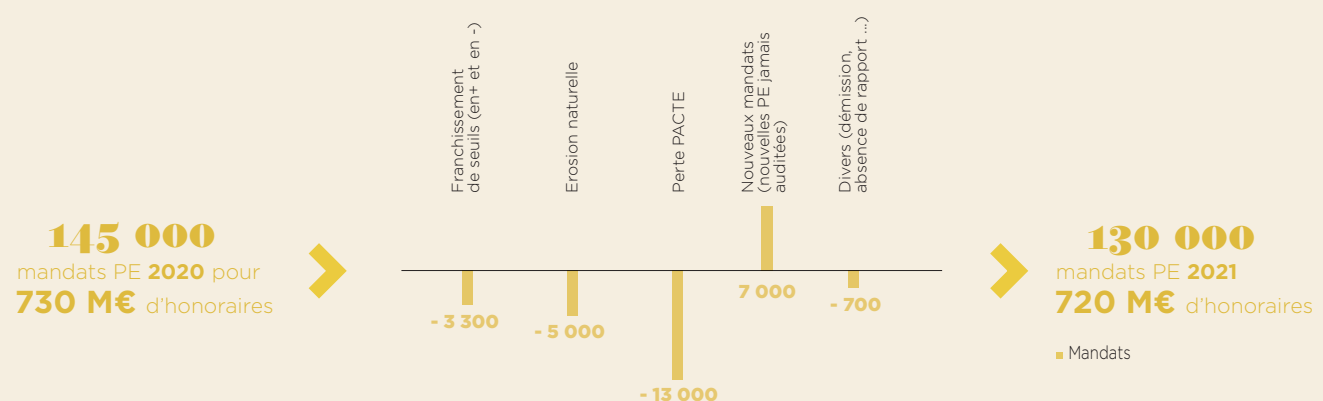 145 000
mandats PE 2020 pour
730 M€ d'honoraires
Franchissement
de seuils (en+ et en -)
Erosion naturelle
Perte PACTE
Nouveaux mandats
(nouvelles PE jamais
auditées)
Divers (démission,
absence de rapport ...)
- 3 300
- 5 000
- 13 000
7 000
- 700
130 000
mandats PE 2021
720 M€ d'honoraires
Mandats